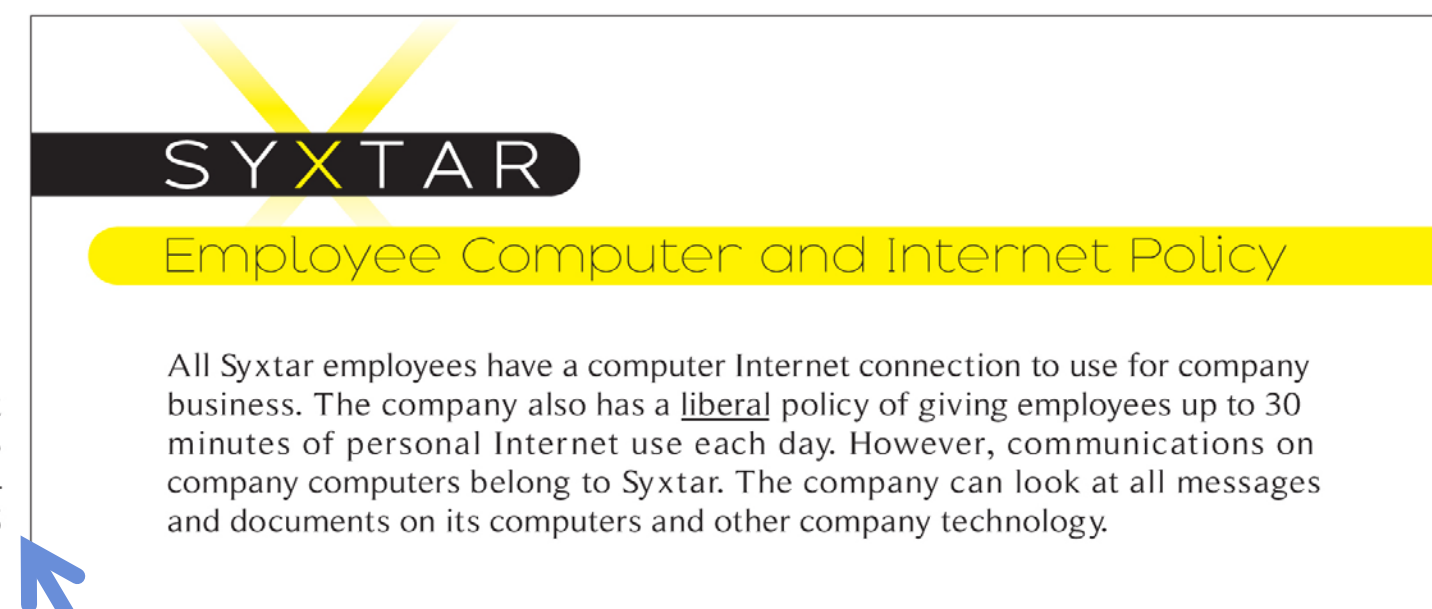 SYXTAR
Employee Computer and Internet Policy
All Syxtar employees have a computer Internet connection to use for company
business. The company also has a liberal policy of giving employees up to 30
minutes of personal Internet use each day. However, communications on
company computers belong to Syxtar. The company can look at all messages
and documents on its computers and other company technology.